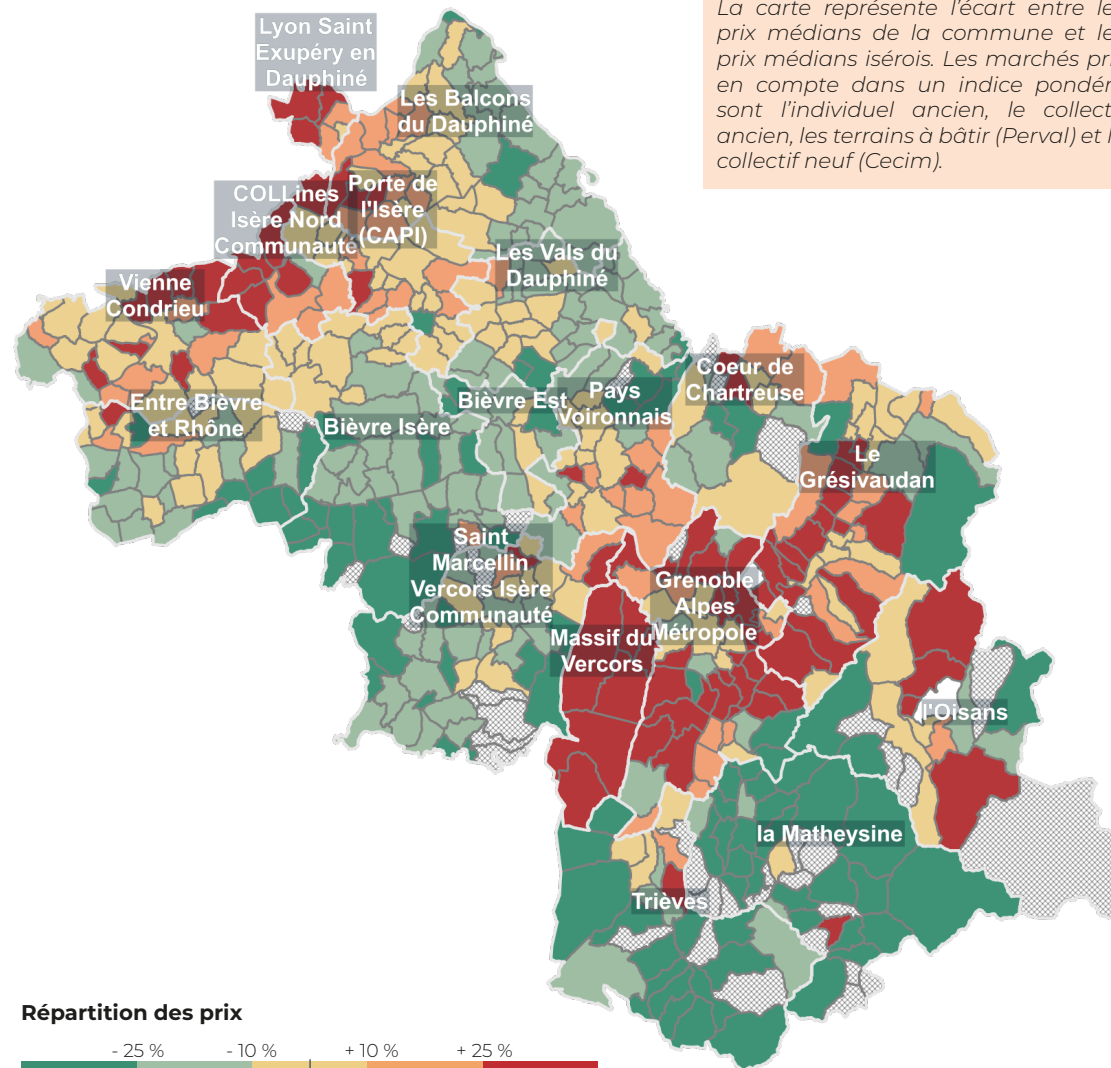 La carte représente l'écart entre le
prix médians de la commune et le
prix médians isérois. Les marchés pri
en compte dans un indice pondér
sont l'individuel ancien, le collect
ancien, les terrains à bâtir (Perval) et l
collectif neuf (Cecim).
Lyon Saint
Exupéry en
Dauphiné
Les Balcons
du Dauphiné
COLLines
Isère Nord
Communauté
Porte de
l'Isère
(CAPI)
Les Vals du
Dauphiné
Vienne
Condrieu
Entre Bièvre
et Rhône
Bièvre Isère
Bièvre Est
Pays
Voironnais
Coeur de
Chartreuse
Le
Grésivaudan
Saint
Marcellin
Vercors Isère
Communauté
Massif du
Vercors
Grenoble
Alpes
Métropole
l'Oisans
la Matheysine
Trièves
Répartition des prix
- 25 % - 10 % + 10 % + 25 %